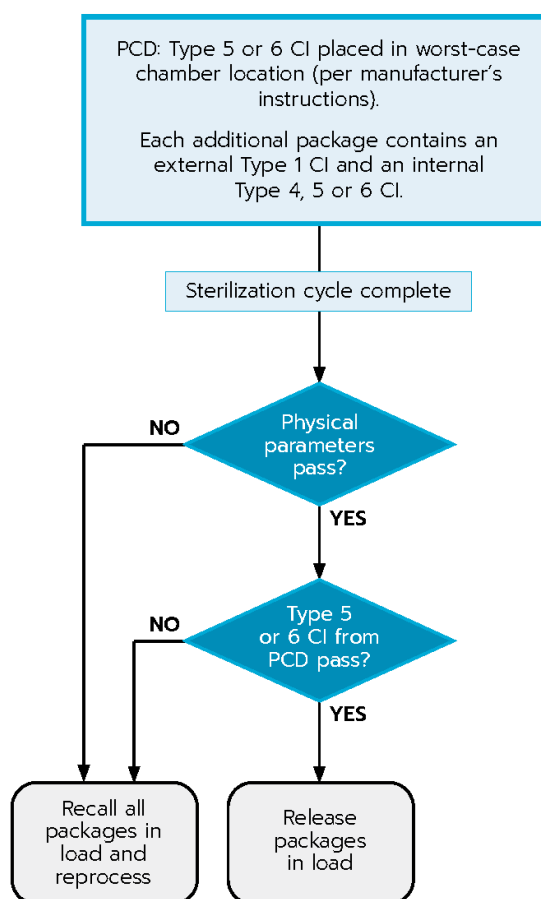 PCD: Type 5 or 6 CI placed in worst-case
chamber location (per manufacturer’s
instructions).
Each additional package contains an
external Type 1 CI and an internal
Type 4, 5 or 6 CI.
Sterilization cycle complete
Physical
parameters
pass?
NO
YES
Type 5
or 6 CI from
PCD pass?
NO
YES
Recall all
packages in
load and
reprocess
Release
packages
in load